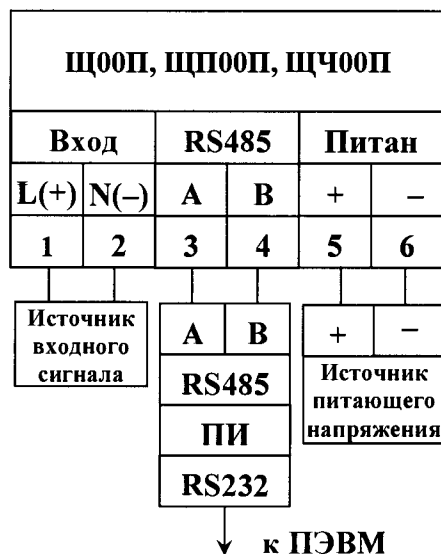 Щ00П, ЩП00П, ЩЧ00П
Вход RS485 Питан
L(+) N(–) A B + –
1 2 3 4 5 6
Источник входного сигнала
A B
RS485
ПИ
RS232
к ПЭВМ
+ –
Источник
питающего
напряжения